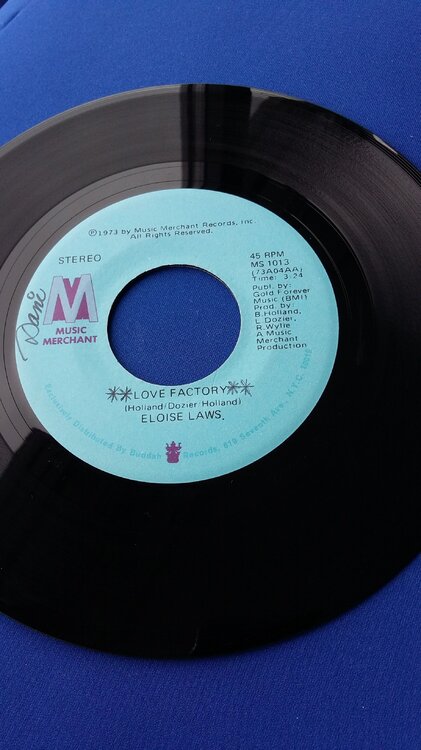 ℗1973 by Music Merchant Records, Inc.
All Rights Reserved.
STEREO
M
MUSIC
MERCHANT
45 RPM
MS 1013
(73A04AA)
Time: 3:24
Publ. by:
Gold Forever
Music (BMI)
Prod. by:
B. Holland,
L. Dozier,
R. Wylie
A Music
Merchant
Production
**LOVE FACTORY**
(Holland/Dozier/Holland)
ELOISE LAWS
Exclusively Distributed By Buddah Records, 819 Seventh Ave., N.Y.C. 10019